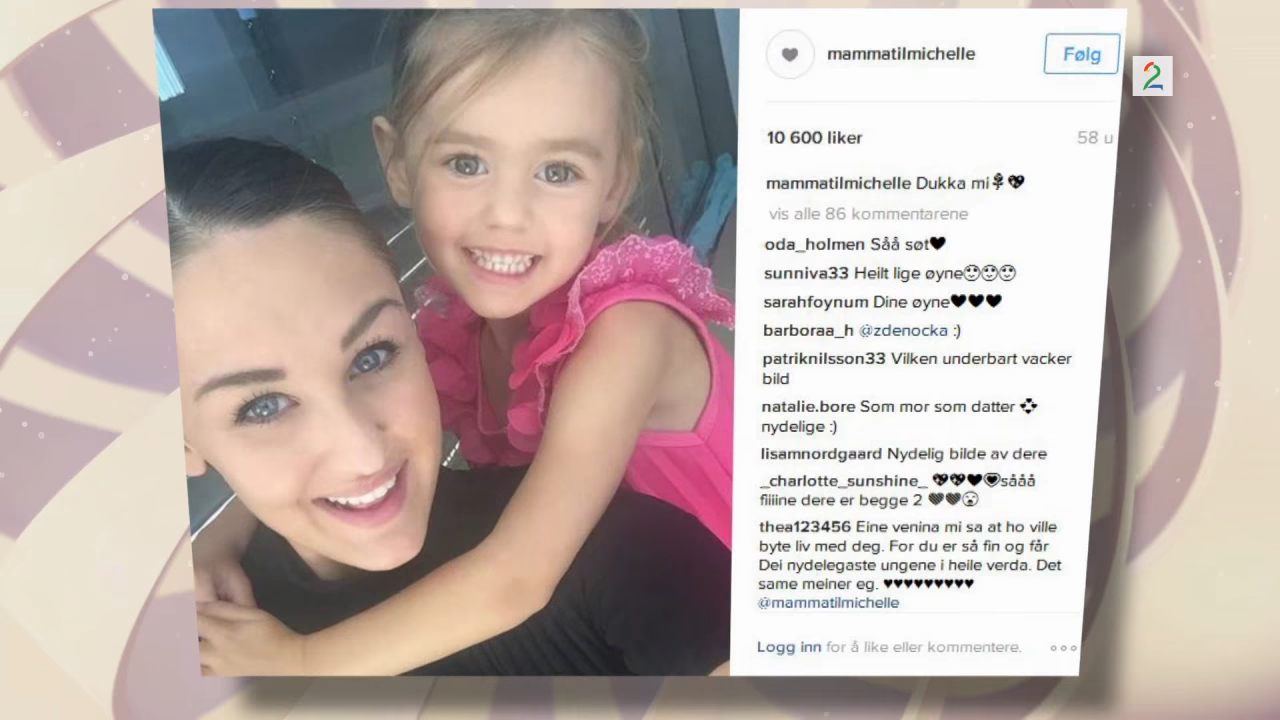 mammatilmichelle
Følg
2
10 600 liker 58 u
mammatilmichelle Dukka mi🌹💖
vis alle 86 kommentarene
oda_holmen Såå søt♥
sunniva33 Heilt lige øyne😍😍😍
sarahfoynum Dine øyne♥♥♥
barboraa_h @zdenocka :)
patriknilsson33 Vilken underbart vacker
bild
natalie.bore Som mor som datter 💠
nydelige :)
lisamnordgaard Nydelig bilde av dere
_charlotte_sunshine_ 💖💖♥💗sååå
fiiiine dere er begge 2 💓💓😘
thea123456 Eine venina mi sa at ho ville
byte liv med deg. For du er så fin og får
Dei nydelegaste ungene i heile verda. Det
same meiner eg. ♥♥♥♥♥♥♥♥♥
@mammatilmichelle
Logg inn for å like eller kommentere. ooo